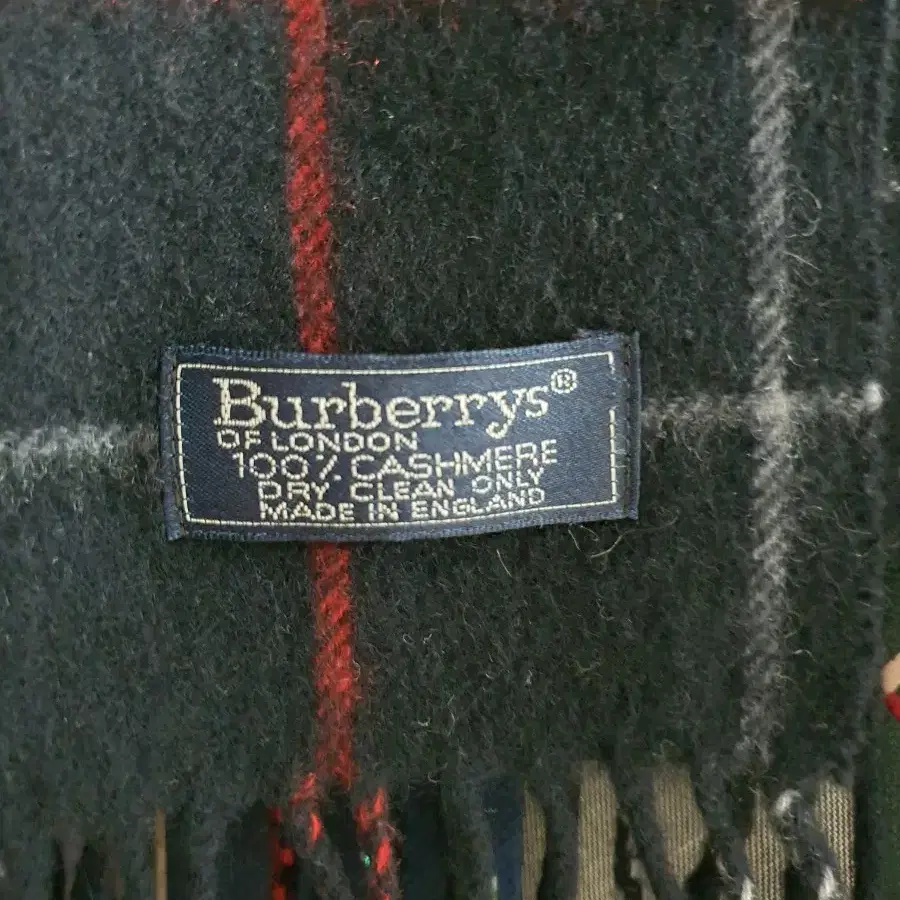 Burberrys®
OF LONDON
100% CASHMERE
DRY CLEAN ONLY
MADE IN ENGLAND